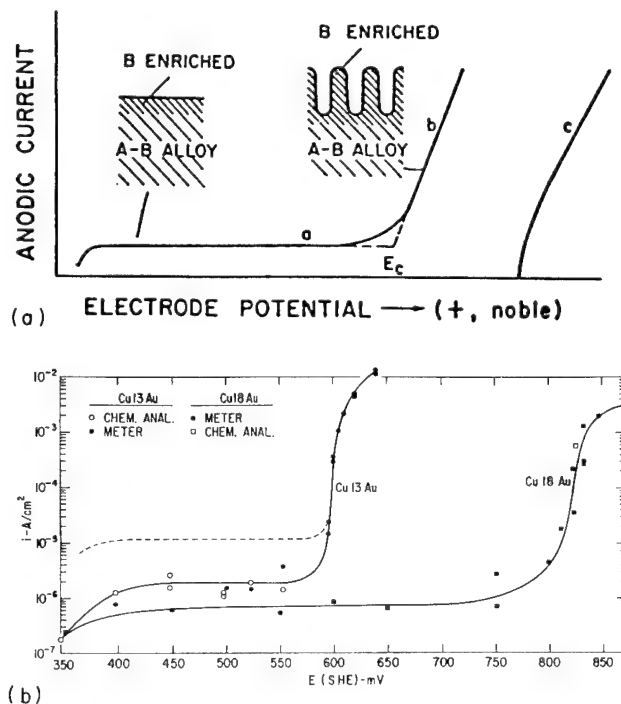 B ENRICHED
B ENRICHED
A-B ALLOY
A-B ALLOY
a
b
c
E_c
ANODIC CURRENT
(a) ELECTRODE POTENTIAL → (+, noble)
10⁻²
10⁻³
10⁻⁴
10⁻⁵
10⁻⁶
10⁻⁷
i-A/cm²
Cu13Au Cu18Au
○ CHEM. ANAL. ▪ METER
• METER □ CHEM. ANAL.
Cu 13 Au
Cu 18 Au
350 400 450 500 550 600 650 700 750 800 850
E (SHE)-mV
(b)